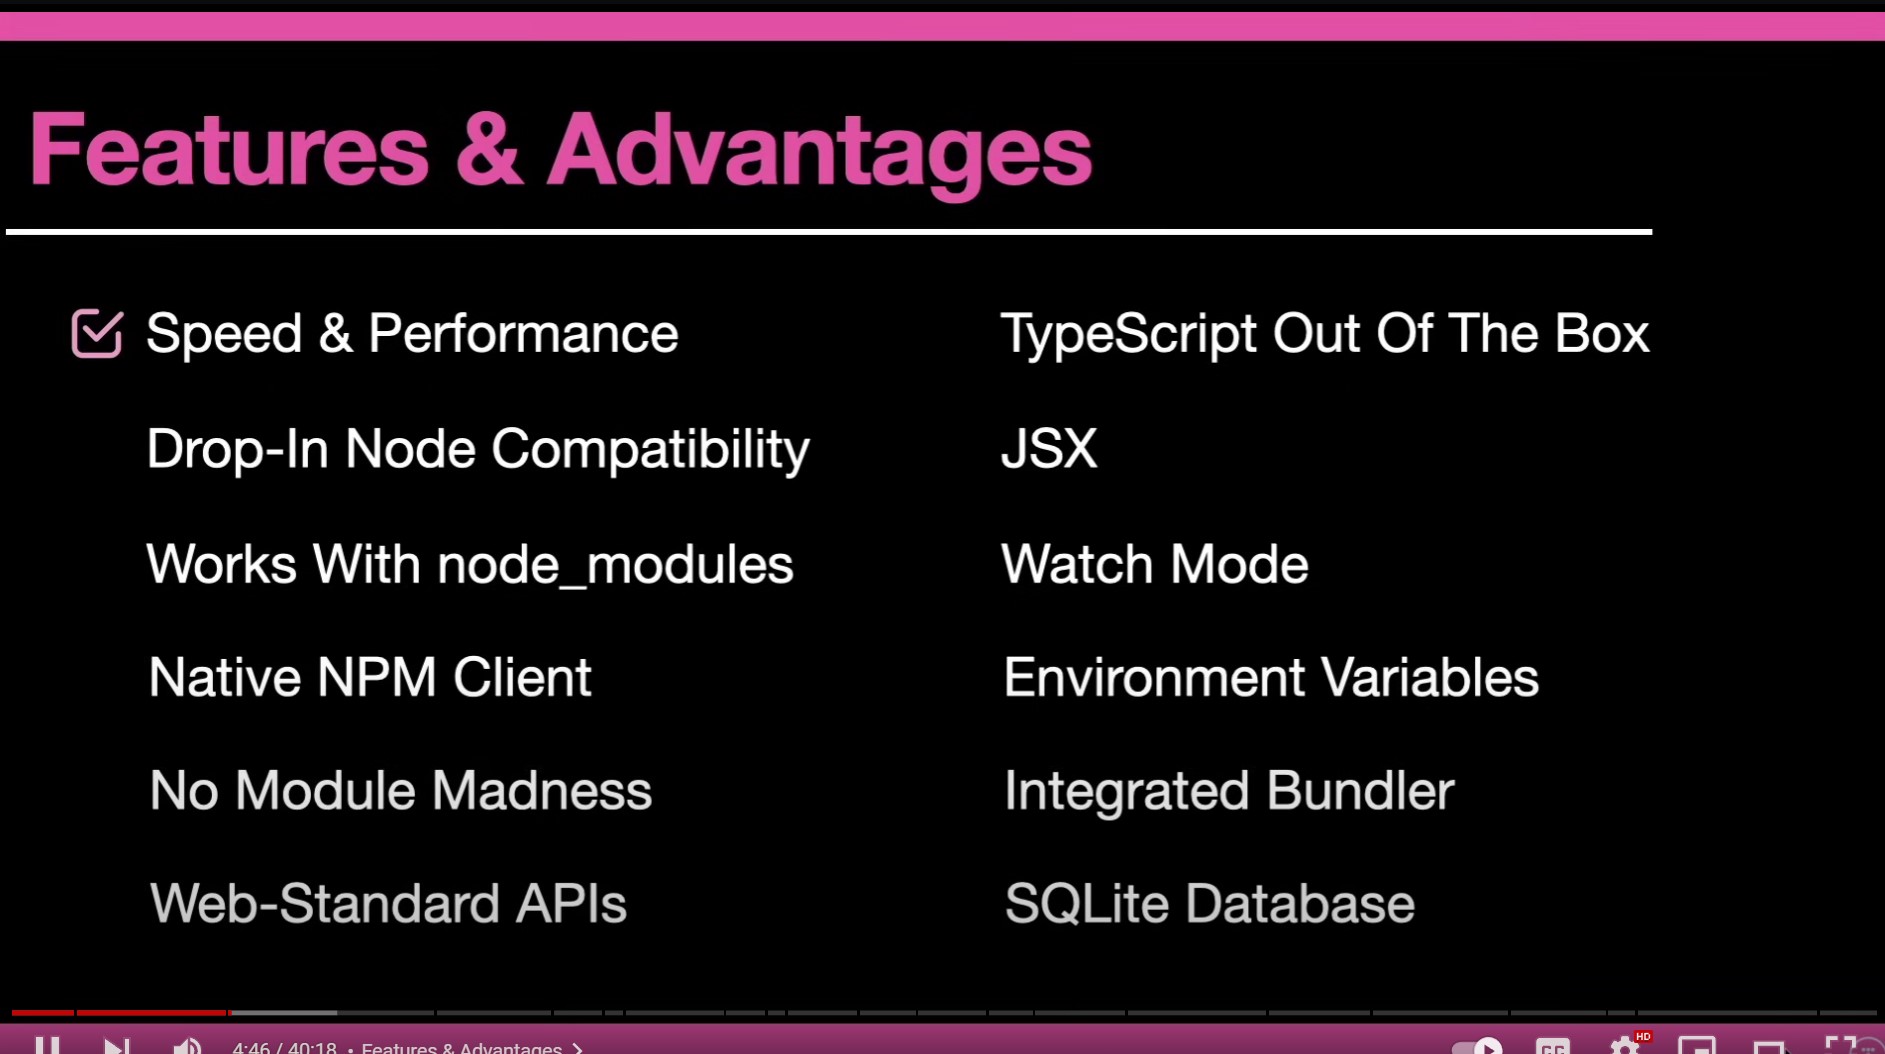 Features & Advantages
Speed & Performance
Drop-In Node Compatibility
Works With node_modules
Native NPM Client
No Module Madness
Web-Standard APIs
TypeScript Out Of The Box
JSX
Watch Mode
Environment Variables
Integrated Bundler
SQLite Database
4:46 / 40:18 • Features & Advantages
CC
HD